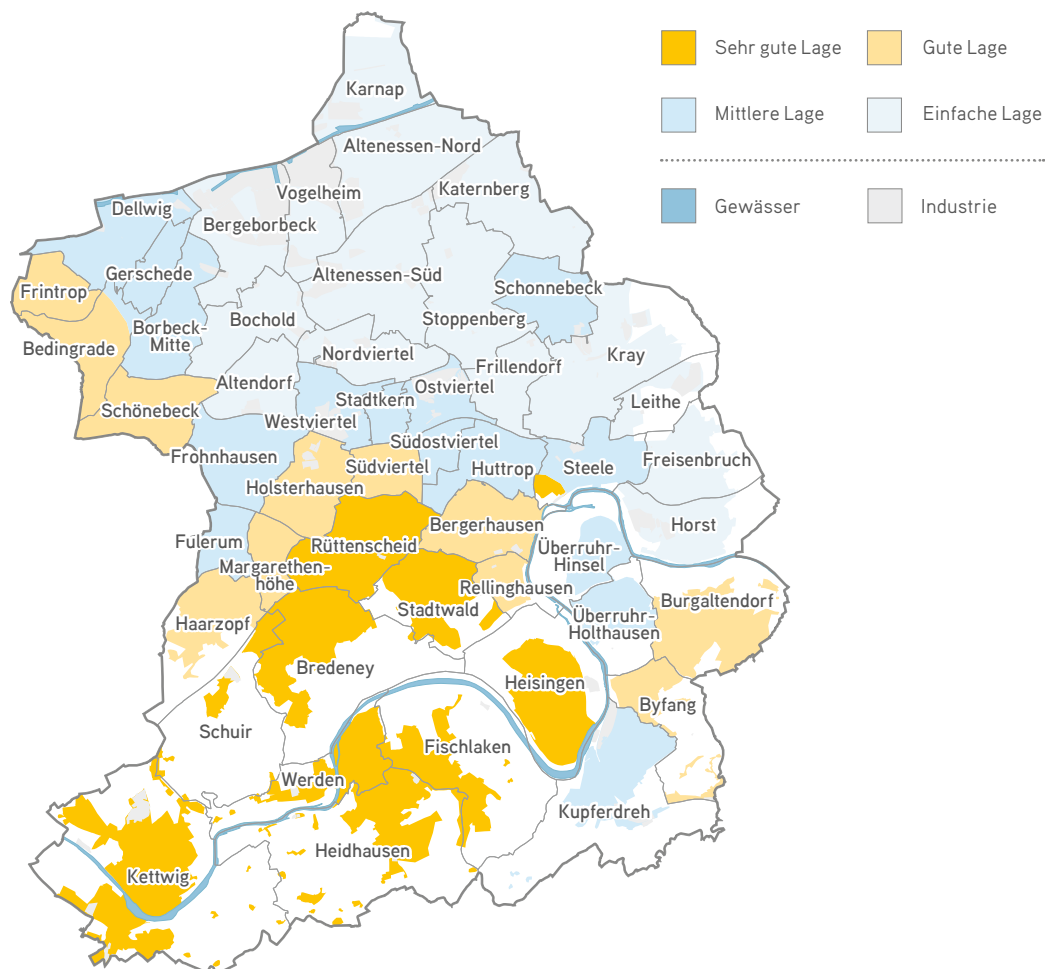 Sehr gute Lage
Gute Lage
Mittlere Lage
Einfache Lage
Gewässer
Industrie
Karnap
Altenessen-Nord
Vogelheim
Katernberg
Dellwig
Bergeborbeck
Gerschede
Altenessen-Süd
Schonnebeck
Frintrop
Bochold
Stoppenberg
Borbeck-
Mitte
Bedingrade
Nordviertel
Kray
Frillendorf
Altendorf
Ostviertel
Stadtkern
Leithe
Schönebeck
Westviertel
Südostviertel
Frohnhausen
Südviertel
Huttrop
Steele
Freisenbruch
Holsterhausen
Bergerhausen
Horst
Fulerum
Rüttenscheid
Überruhr-
Hinsel
Margarethen-
höhe
Rellinghausen
Stadtwald
Burgaltendorf
Überruhr-
Holthausen
Haarzopf
Bredeney
Heisingen
Byfang
Schuir
Fischlaken
Werden
Kupferdreh
Heidhausen
Kettwig